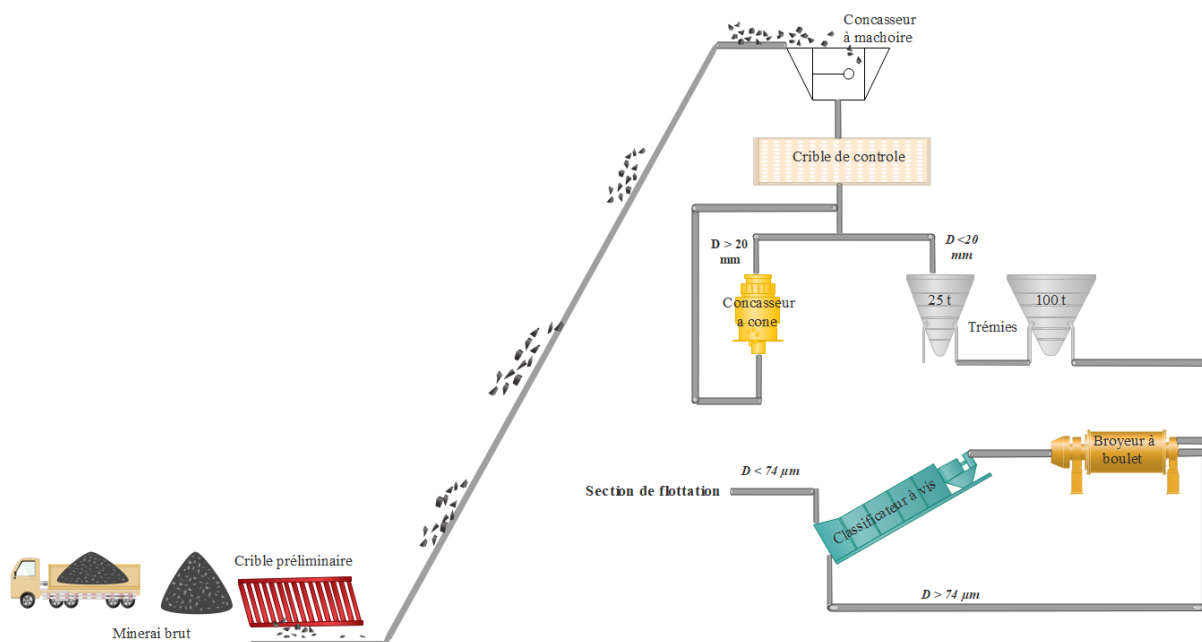 Concasseur
à machoire
Crible de controle
D > 20
mm
D <20
mm
Concasseur
a cone
25 t
100 t
Trémies
Broyeur à
boulet
D < 74 µm
Section de flottation
Classificateur à vis
Crible préliminaire
D > 74 µm
Minerai brut